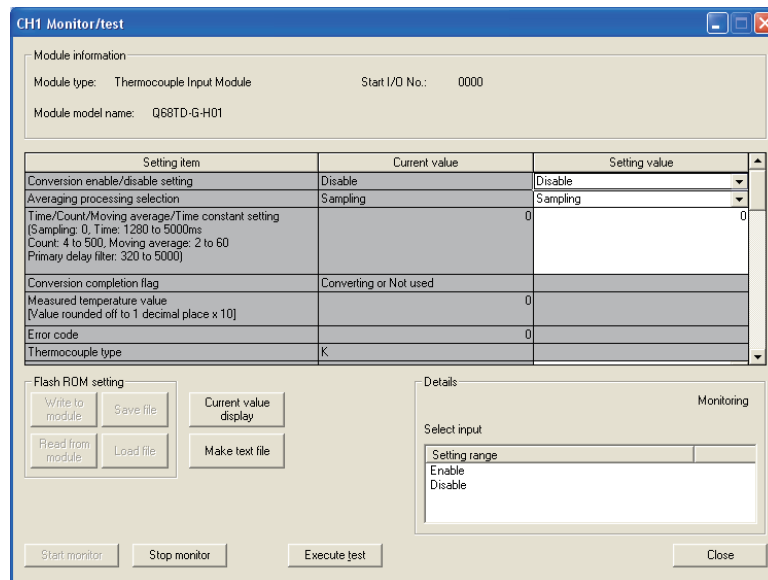 CH1 Monitor/test
Module information
Module type: Thermocouple Input Module Start I/O No.: 0000
Module model name: Q68TD-G-H01
Setting item Current value Setting value
Conversion enable/disable setting Disable Disable
Averaging processing selection Sampling Sampling
Time/Count/Moving average/Time constant setting 0 0
(Sampling: 0, Time: 1280 to 5000ms
Count: 4 to 500, Moving average: 2 to 60
Primary delay filter: 320 to 5000)
Conversion completion flag Converting or Not used
Measured temperature value 0
[Value rounded off to 1 decimal place x 10]
Error code 0
Thermocouple type K
Flash ROM setting
Write to
module
Save file
Current value
display
Read from
module
Load file
Make text file
Details
Monitoring
Select input
Setting range
Enable
Disable
Start monitor Stop monitor Execute test Close